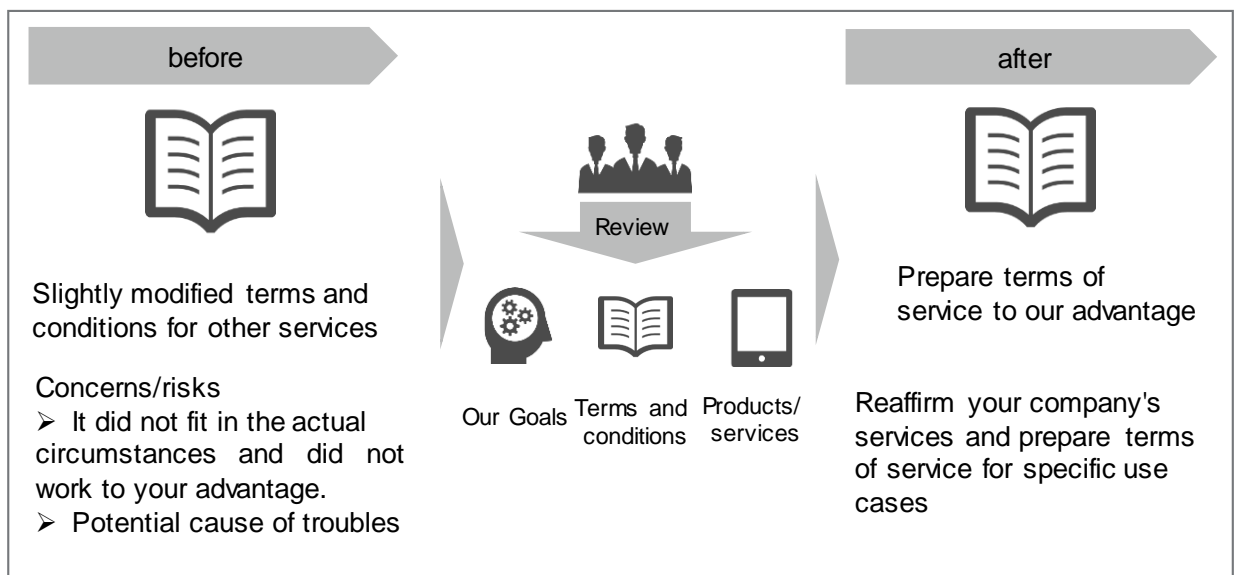 before
Slightly modified terms and
conditions for other services
Concerns/risks
➢ It did not fit in the actual
circumstances and did not
work to your advantage.
➢ Potential cause of troubles
Review
Our Goals
Terms and
conditions
Products/
services
after
Prepare terms of
service to our advantage
Reaffirm your company's
services and prepare terms
of service for specific use
cases